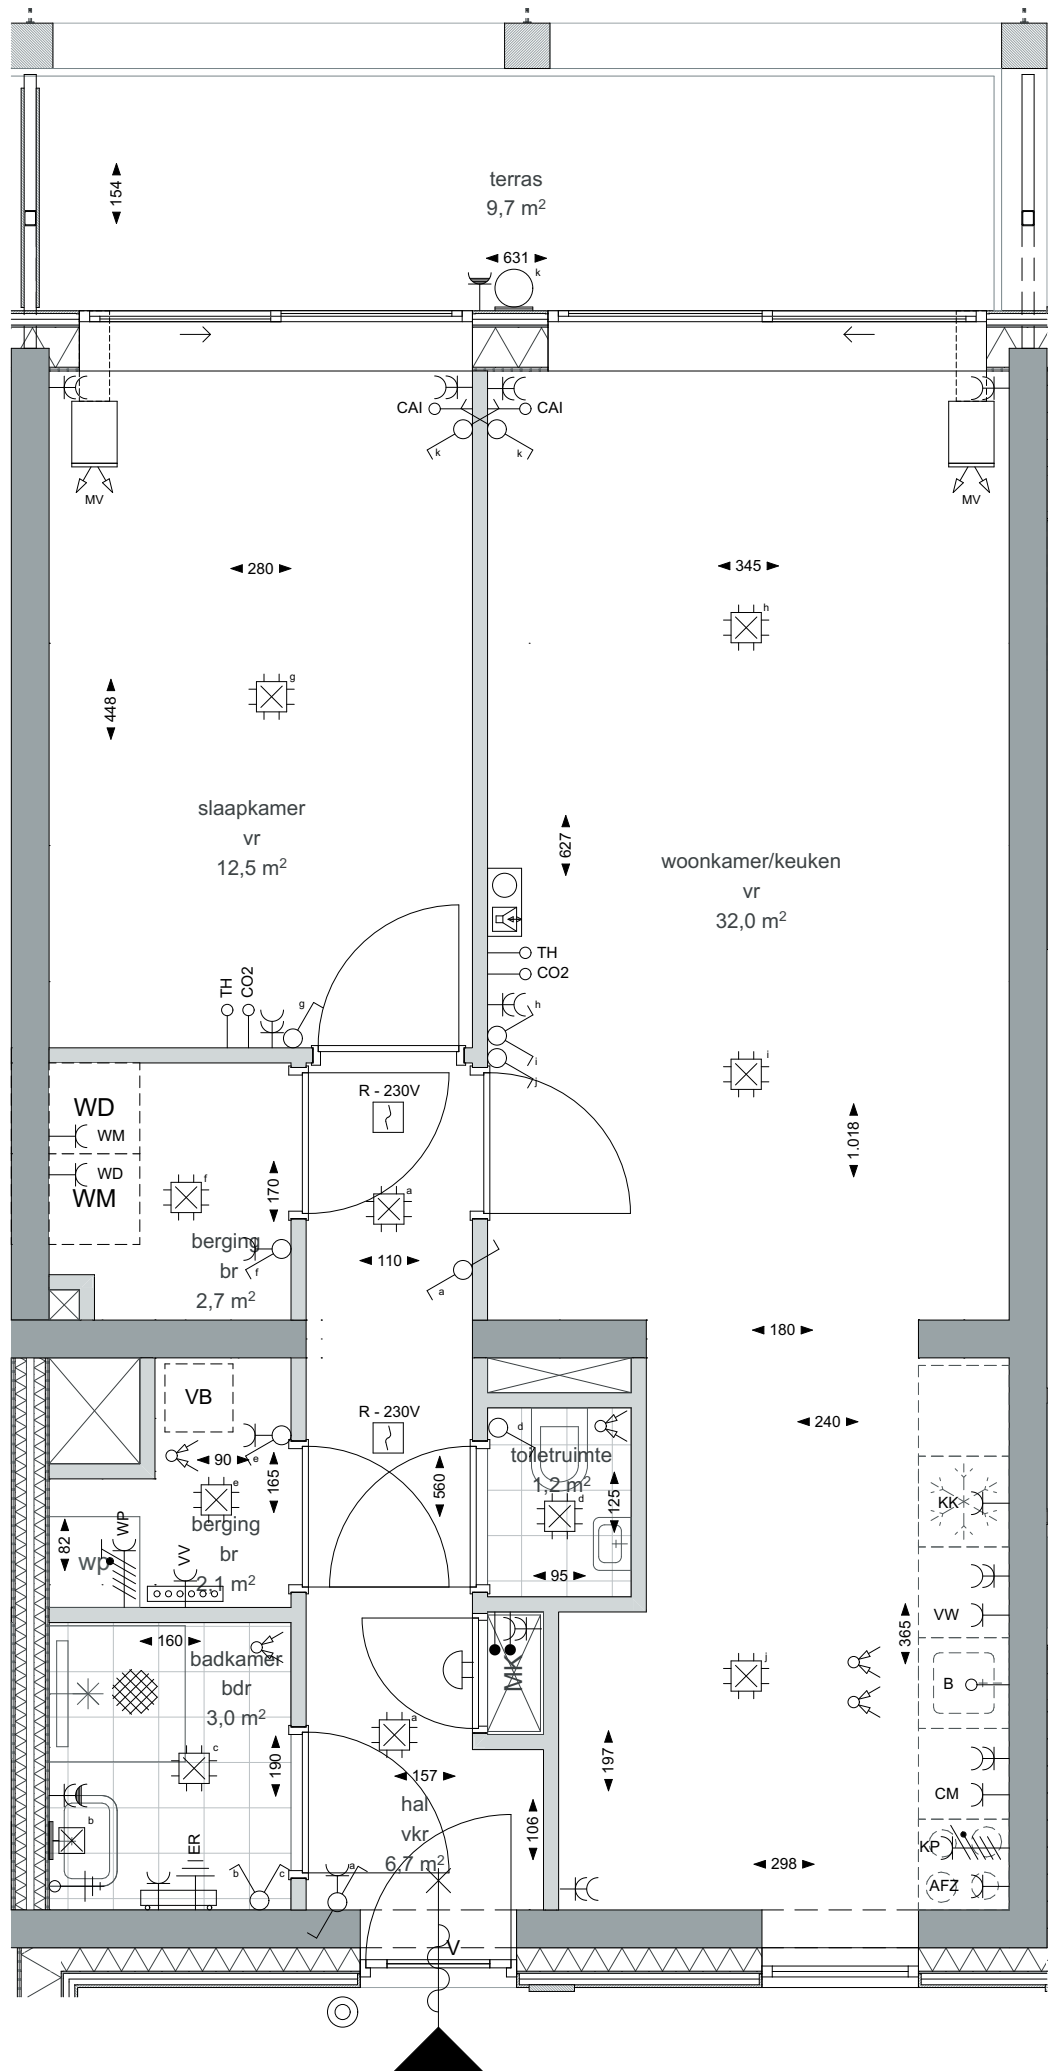 154
terras
9,7 m²
631
k
CAI
CAI
k
k
MV
MV
280
345
h
g
448
slaapkamer
vr
12,5 m²
627
woonkamer/keuken
vr
32,0 m²
TH
CO2
TH
CO2
g
h
i
j
i
R - 230V
WD
WM
WD
WM
f
170
a
1.018
berging
br
2,7 m²
f
110
a
180
VB
R - 230V
d
240
90
e
165
560
toiletruimte
1,2 m²
d
125
e
KK
82
WP
wp
VV
berging
br
2,1 m²
95
VW
365
160
badkamer
bdr
3,0 m²
MK
j
B
c
a
190
157
197
CM
hal
vkr
6,7 m²
106
b
ER
b
c
a
KP
298
AFZ
V